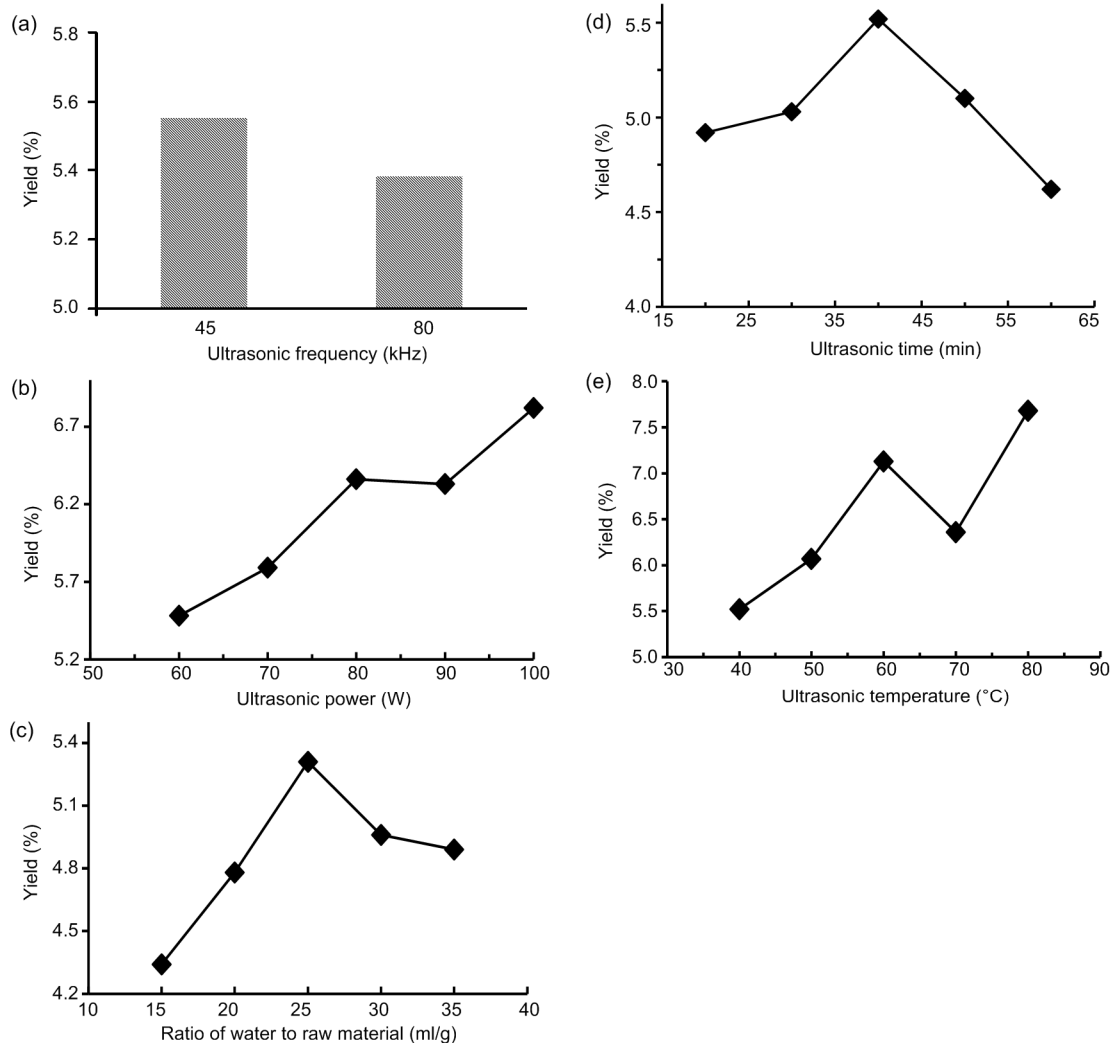 (a)
5.8
5.6
5.4
5.2
5.0
Yield (%)
45 80
Ultrasonic frequency (kHz)
(b)
6.7
6.2
5.7
5.2
Yield (%)
50 60 70 80 90 100
Ultrasonic power (W)
(c)
5.4
5.1
4.8
4.5
4.2
Yield (%)
10 15 20 25 30 35 40
Ratio of water to raw material (ml/g)
(d)
5.5
5.0
4.5
4.0
Yield (%)
15 25 35 45 55 65
Ultrasonic time (min)
(e)
8.0
7.5
7.0
6.5
6.0
5.5
5.0
Yield (%)
30 40 50 60 70 80 90
Ultrasonic temperature (°C)